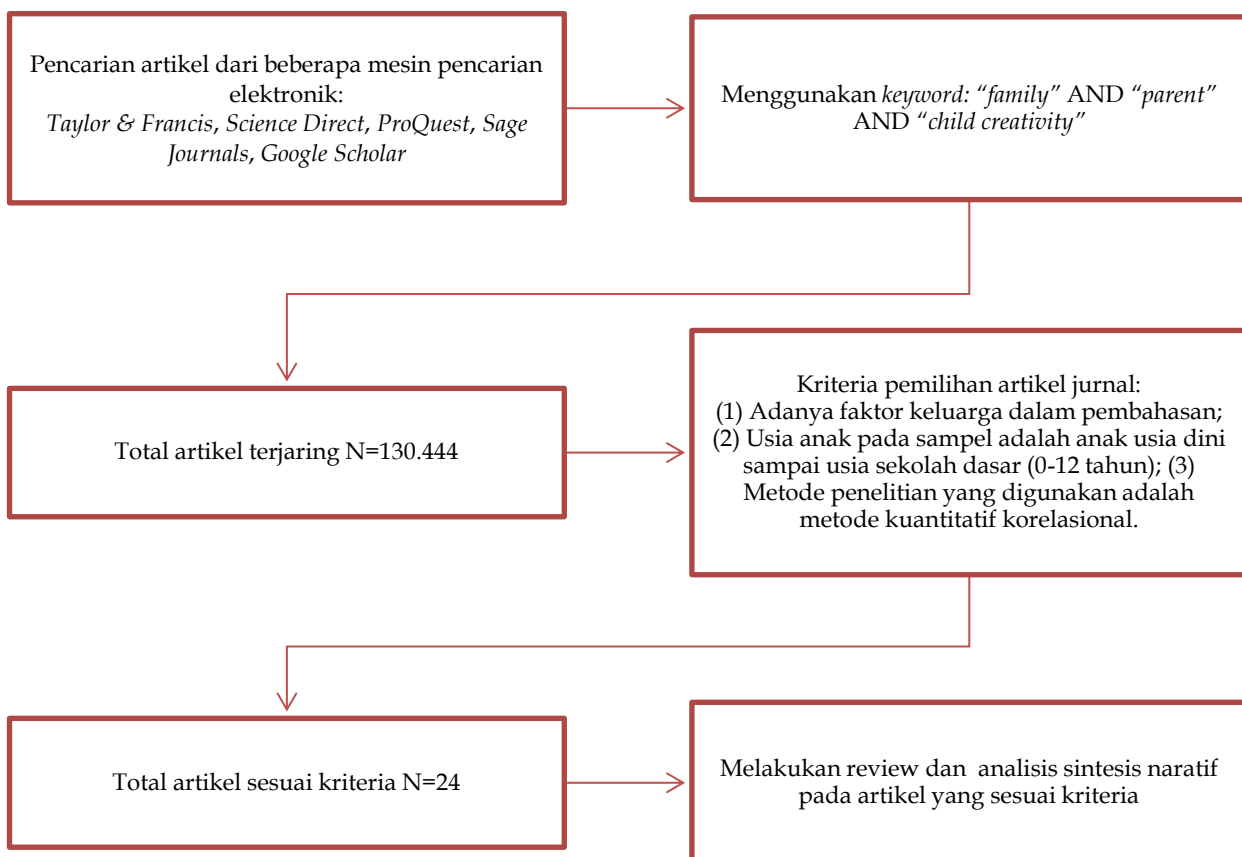 Pencarian artikel dari beberapa mesin pencarian
elektronik:
Taylor & Francis, Science Direct, ProQuest, Sage
Journals, Google Scholar
Menggunakan keyword: “family” AND “parent”
AND “child creativity”
Total artikel terjaring N=130.444
Kriteria pemilihan artikel jurnal:
(1) Adanya faktor keluarga dalam pembahasan;
(2) Usia anak pada sampel adalah anak usia dini
sampai usia sekolah dasar (0-12 tahun); (3)
Metode penelitian yang digunakan adalah
metode kuantitatif korelasional.
Total artikel sesuai kriteria N=24
Melakukan review dan analisis sintesis naratif
pada artikel yang sesuai kriteria